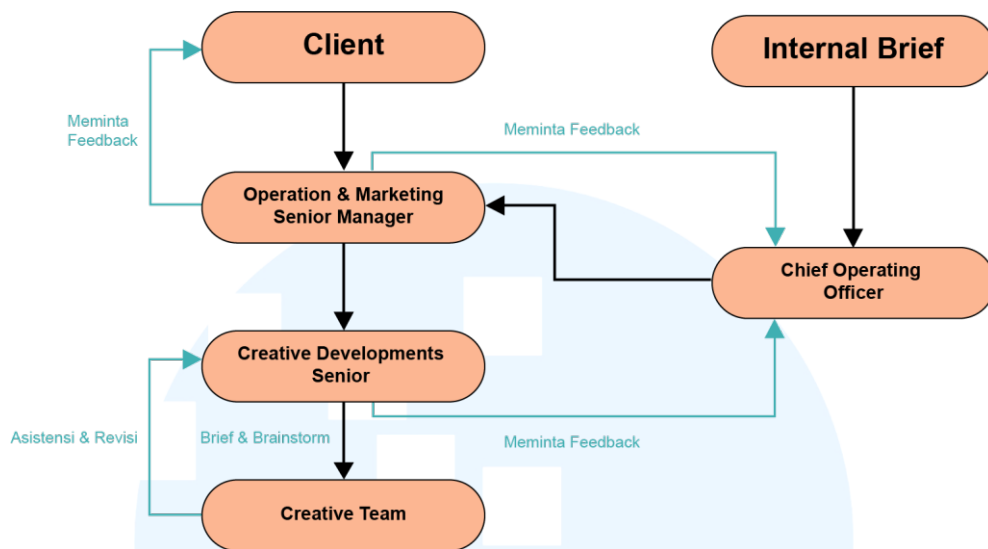 Client
Internal Brief
Meminta
Feedback
Meminta Feedback
Operation & Marketing
Senior Manager
Chief Operating
Officer
Creative Developments
Senior
Asistensi & Revisi
Brief & Brainstorm
Meminta Feedback
Creative Team